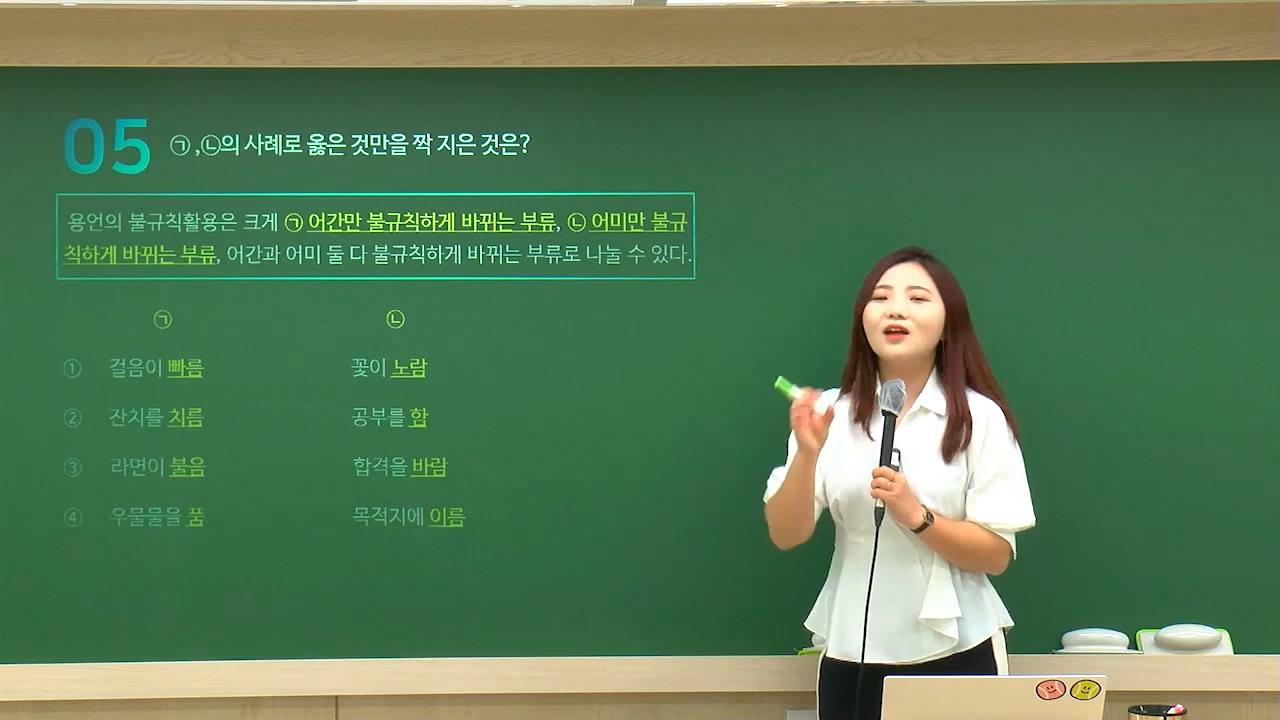 05 ㉠,㉡의 사례로 옳은 것만을 짝 지은 것은?
용언의 불규칙활용은 크게 ㉠ 어간만 불규칙하게 바뀌는 부류, ㉡ 어미만 불규
칙하게 바뀌는 부류, 어간과 어미 둘 다 불규칙하게 바뀌는 부류로 나눌 수 있다.
㉠ ㉡
① 걸음이 빠름 꽃이 노람
② 잔치를 치름 공부를 함
③ 라면이 불음 합격을 바람
④ 우물물을 품 목적지에 이름